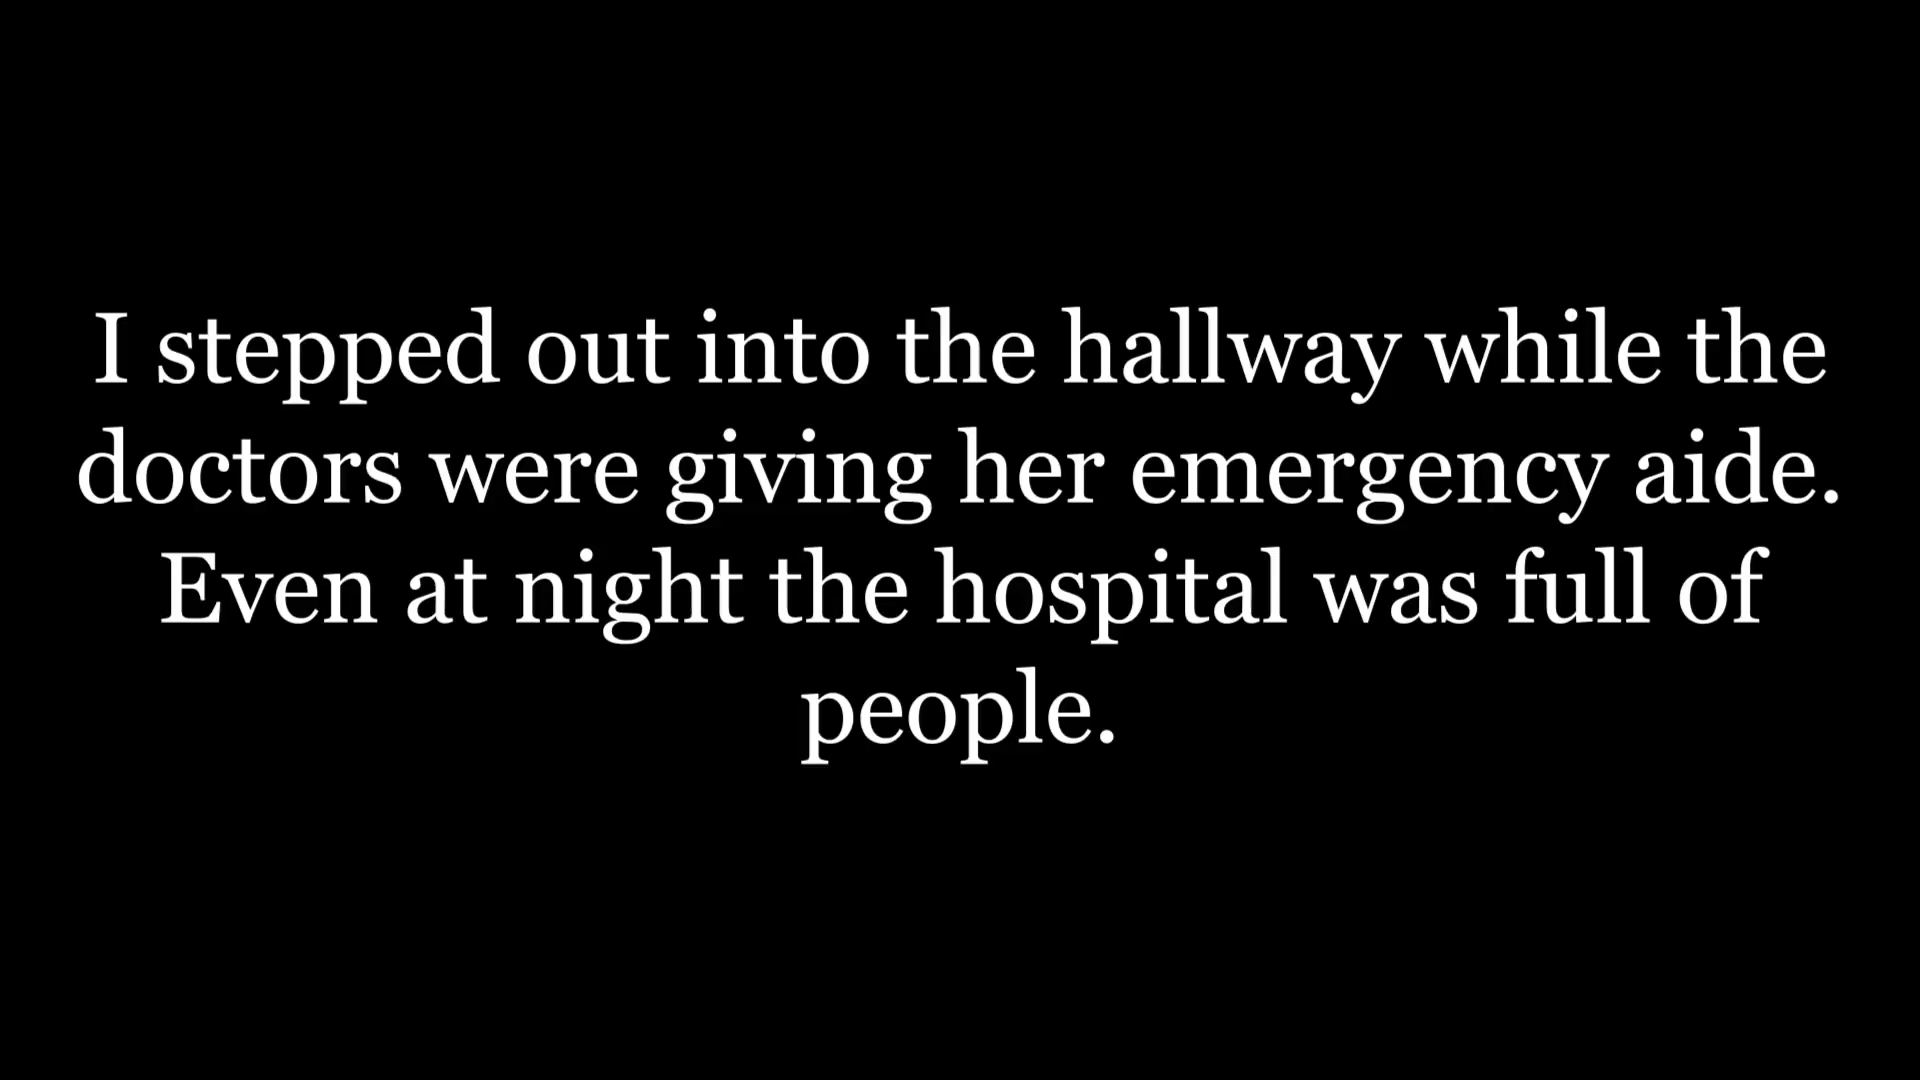 I stepped out into the hallway while the
doctors were giving her emergency aide.
Even at night the hospital was full of
people.